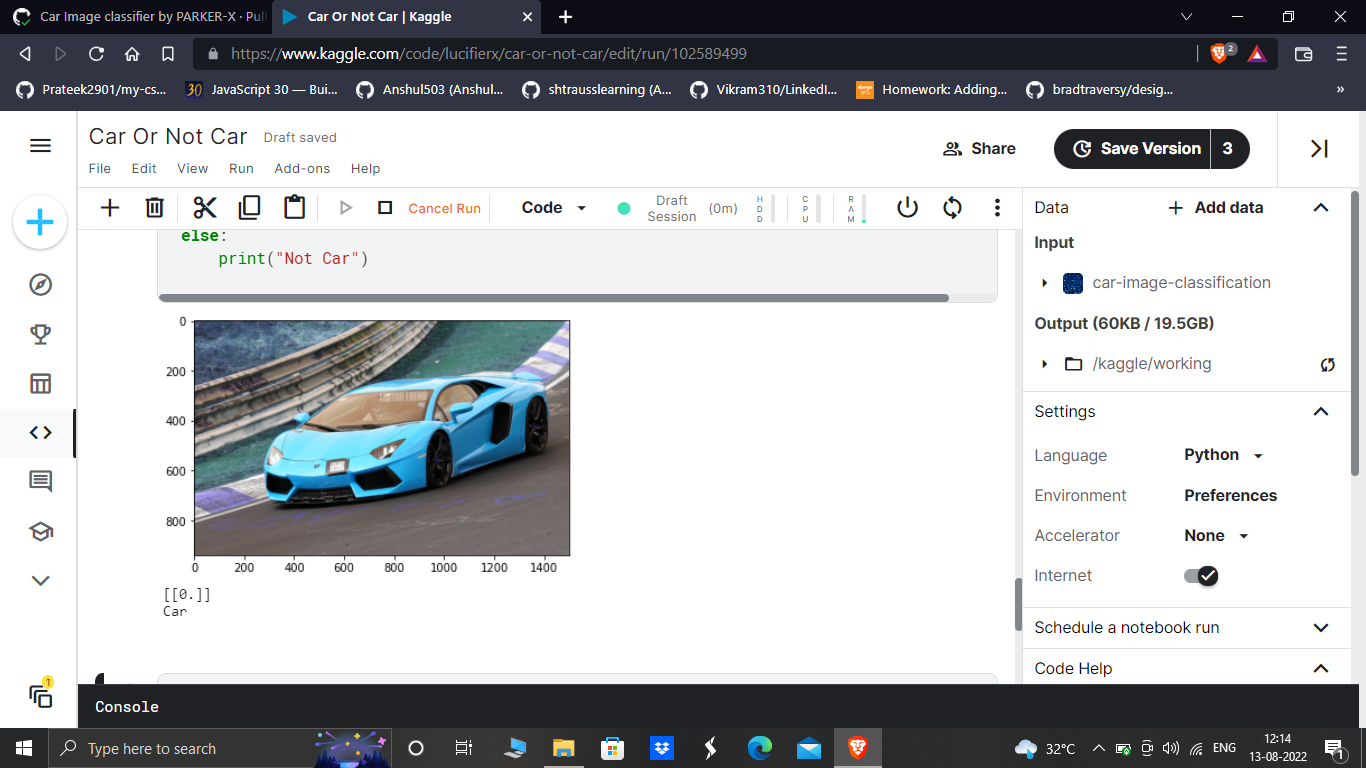 Car Image classifier by PARKER-X · Pul
Car Or Not Car | Kaggle
https://www.kaggle.com/code/lucifierx/car-or-not-car/edit/run/102589499
2
Prateek2901/my-cs...
30 JavaScript 30 — Bui...
Anshul503 (Anshul...
shtrausslearning (A...
Vikram310/LinkedI...
Homework: Adding...
bradtraversy/desig...
»
Car Or Not Car Draft saved
File Edit View Run Add-ons Help
Share
Save Version 3
Cancel Run
Code
Draft Session (0m)
HDD
CPU
RAM
else:
print("Not Car")
0
200
400
600
800
0 200 400 600 800 1000 1200 1400
MOTOR TREND
[[0.]]
Car
Data
+ Add data
Input
car-image-classification
Output (60KB / 19.5GB)
/kaggle/working
Settings
Language Python
Environment Preferences
Accelerator None
Internet
Schedule a notebook run
Code Help
1
Console
Type here to search
32°C
ENG
12:14
13-08-2022
1